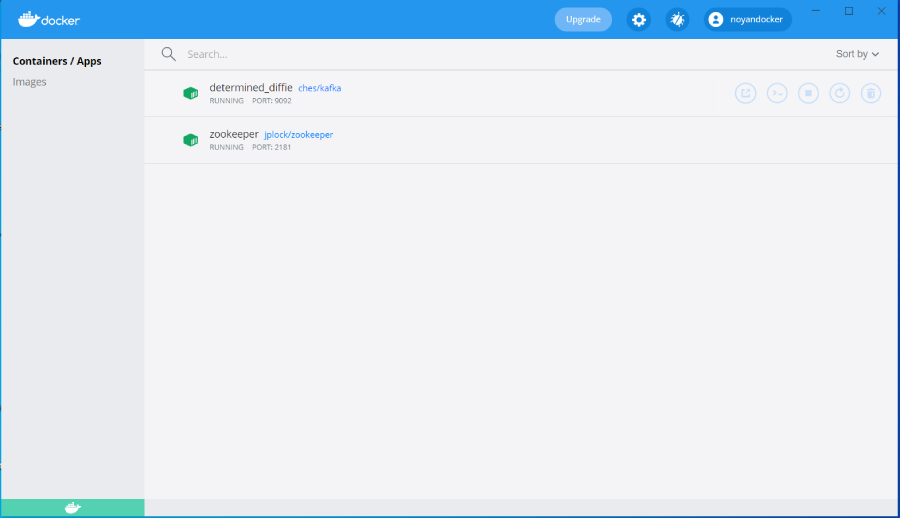 docker
Upgrade
noyandocker
Containers / Apps
Images
Search...
Sort by
determined_diffie ches/kafka
RUNNING PORT: 9092
zookeeper jplock/zookeeper
RUNNING PORT: 2181